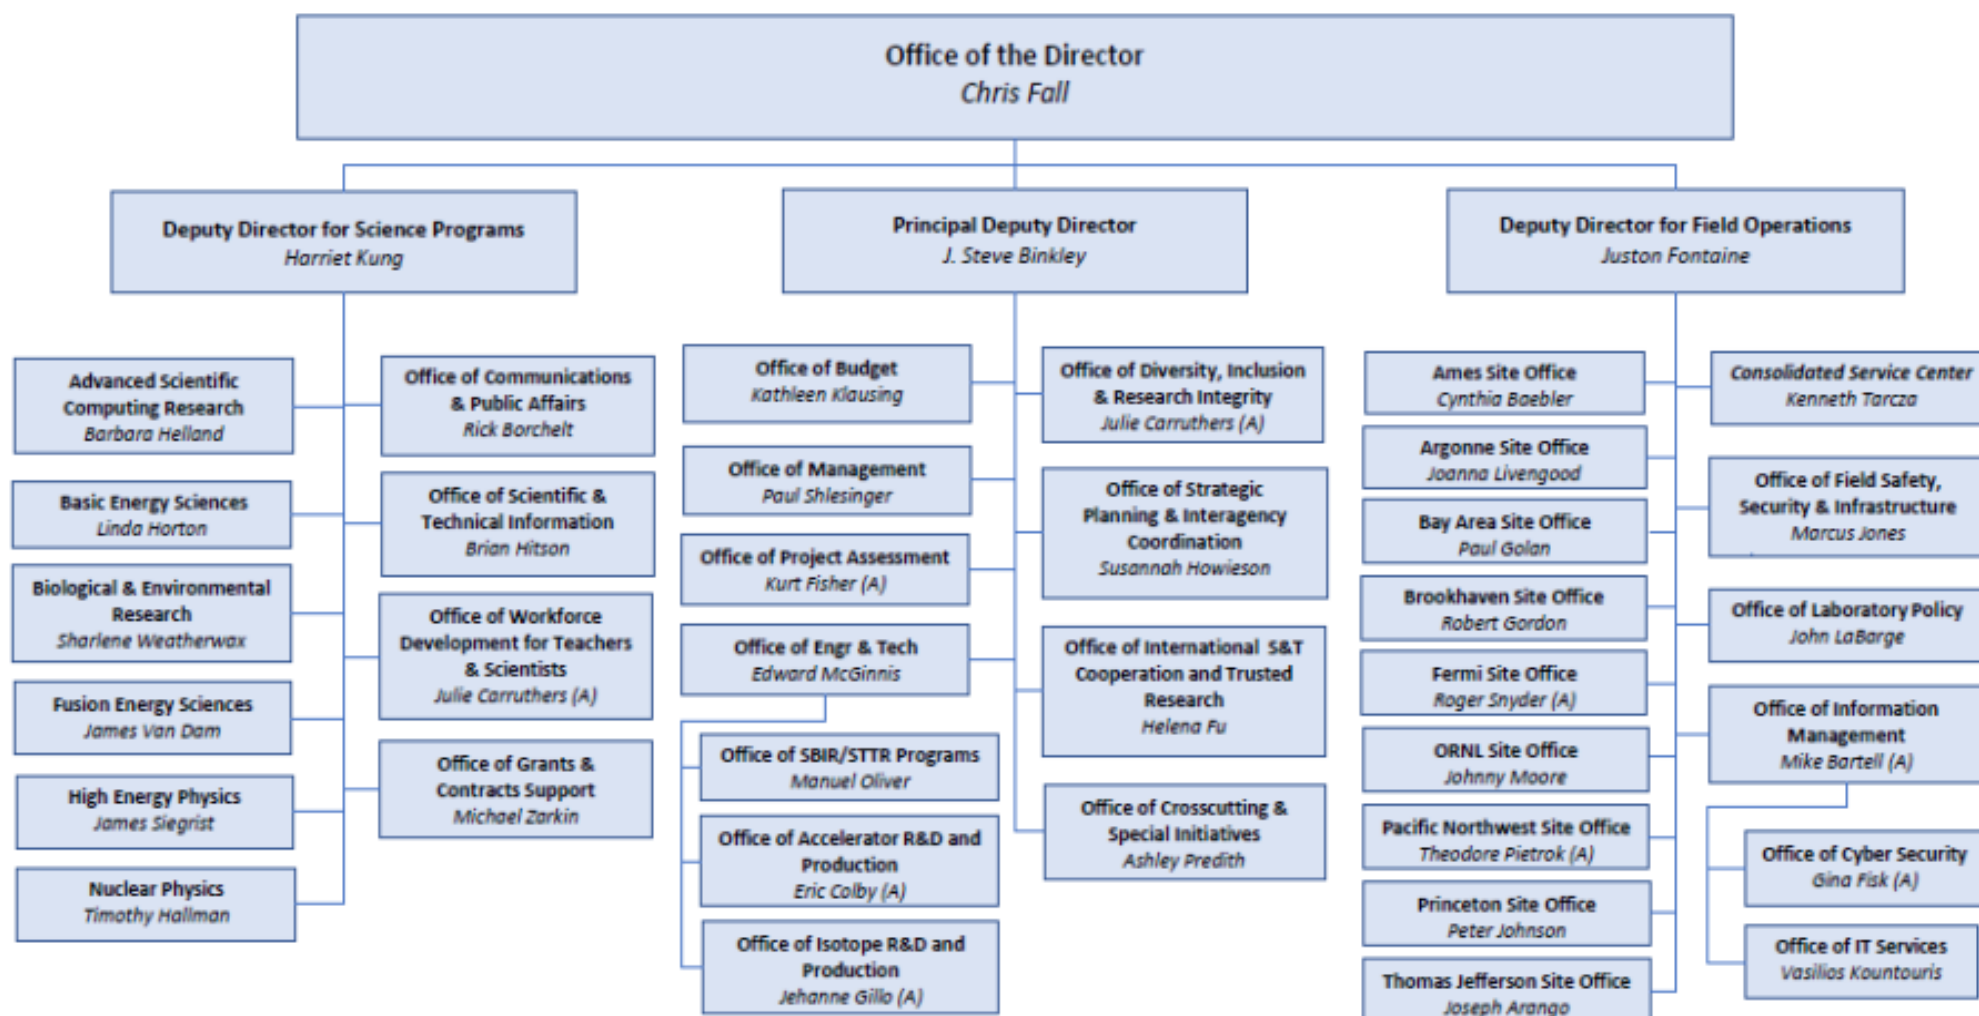 Office of the Director
Chris Fall
Deputy Director for Science Programs
Harriet Kung
Principal Deputy Director
J. Steve Binkley
Deputy Director for Field Operations
Juston Fontaine
Advanced Scientific
Computing Research
Barbara Helland
Basic Energy Sciences
Linda Horton
Biological & Environmental
Research
Sharlene Weatherwax
Fusion Energy Sciences
James Van Dam
High Energy Physics
James Siegrist
Nuclear Physics
Timothy Hallman
Office of Communications
& Public Affairs
Rick Borchelt
Office of Scientific &
Technical Information
Brian Hitson
Office of Workforce
Development for Teachers
& Scientists
Julie Carruthers (A)
Office of Grants &
Contracts Support
Michael Zarkin
Office of Budget
Kathleen Klausing
Office of Management
Paul Shlesinger
Office of Project Assessment
Kurt Fisher (A)
Office of Engr & Tech
Edward McGinnis
Office of SBIR/STTR Programs
Manuel Oliver
Office of Accelerator R&D and
Production
Eric Colby (A)
Office of Isotope R&D and
Production
Jehanne Gillo (A)
Office of Diversity, Inclusion
& Research Integrity
Julie Carruthers (A)
Office of Strategic
Planning & Interagency
Coordination
Susannah Howieson
Office of International S&T
Cooperation and Trusted
Research
Helena Fu
Office of Crosscutting &
Special Initiatives
Ashley Predith
Ames Site Office
Cynthia Baebler
Argonne Site Office
Joanna Livengood
Bay Area Site Office
Paul Golan
Brookhaven Site Office
Robert Gordon
Fermi Site Office
Roger Snyder (A)
ORNL Site Office
Johnny Moore
Pacific Northwest Site Office
Theodore Pietrok (A)
Princeton Site Office
Peter Johnson
Thomas Jefferson Site Office
Joseph Arango
Consolidated Service Center
Kenneth Tarcza
Office of Field Safety,
Security & Infrastructure
Marcus Jones
Office of Laboratory Policy
John LaBarge
Office of Information
Management
Mike Bartell (A)
Office of Cyber Security
Gina Fisk (A)
Office of IT Services
Vasilios Kountouris